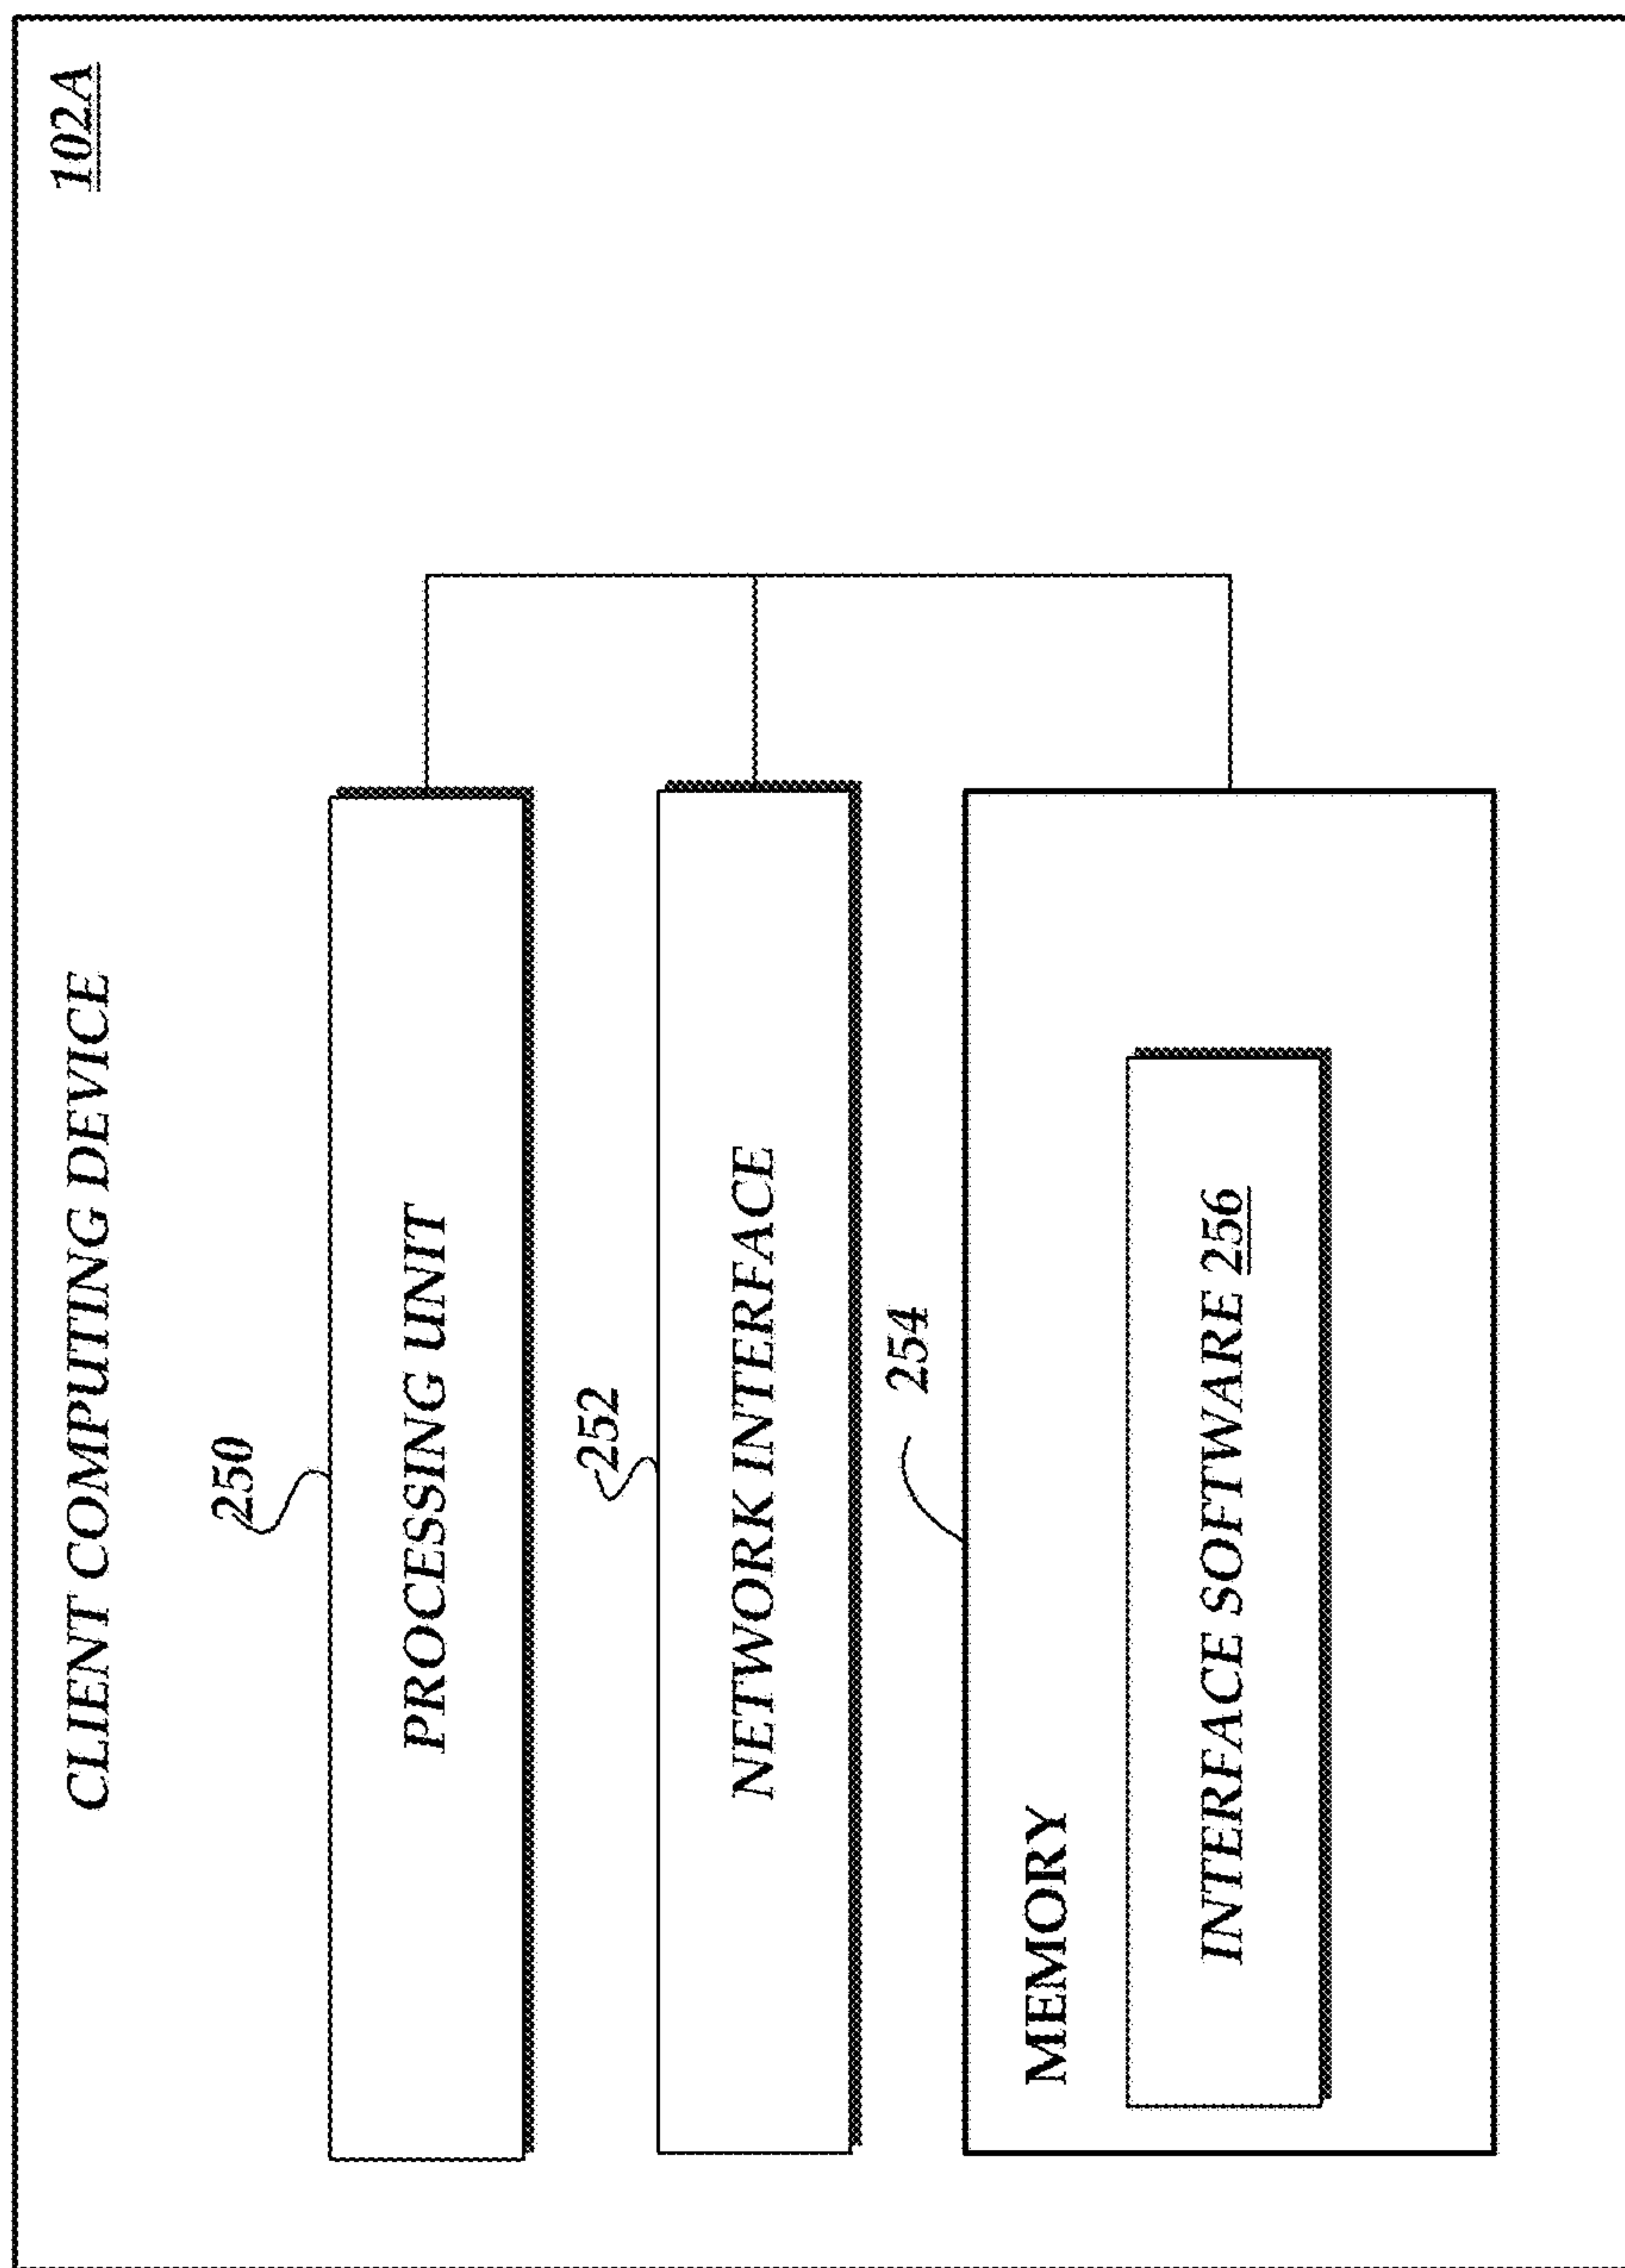 CLIENT COMPUTING DEVICE
102A
250
PROCESSING UNIT
252
NETWORK INTERFACE
254
MEMORY
INTERFACE SOFTWARE 256